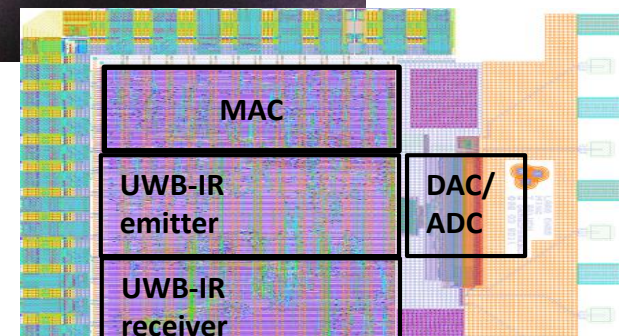 MAC
UWB-IR
emitter
DAC/
ADC
UWB-IR
receiver